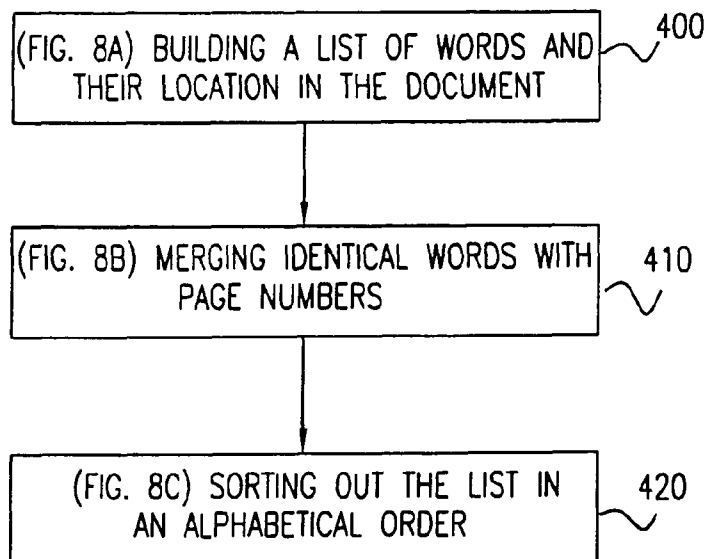 (FIG. 8A) BUILDING A LIST OF WORDS AND
THEIR LOCATION IN THE DOCUMENT
400
(FIG. 8B) MERGING IDENTICAL WORDS WITH
PAGE NUMBERS
410
(FIG. 8C) SORTING OUT THE LIST IN
AN ALPHABETICAL ORDER
420